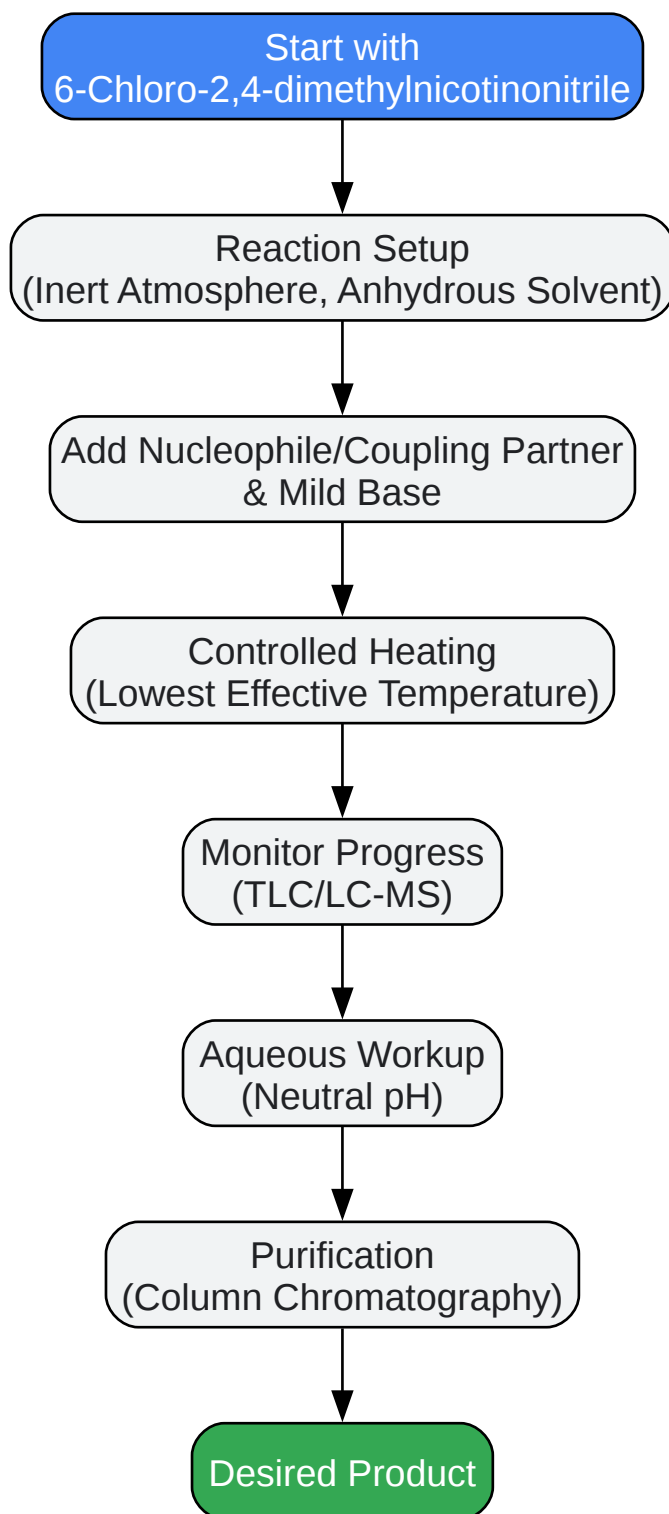 Start with
6-Chloro-2,4-dimethylnicotinonitrile
Reaction Setup
(Inert Atmosphere, Anhydrous Solvent)
Add Nucleophile/Coupling Partner
& Mild Base
Controlled Heating
(Lowest Effective Temperature)
Monitor Progress
(TLC/LC-MS)
Aqueous Workup
(Neutral pH)
Purification
(Column Chromatography)
Desired Product